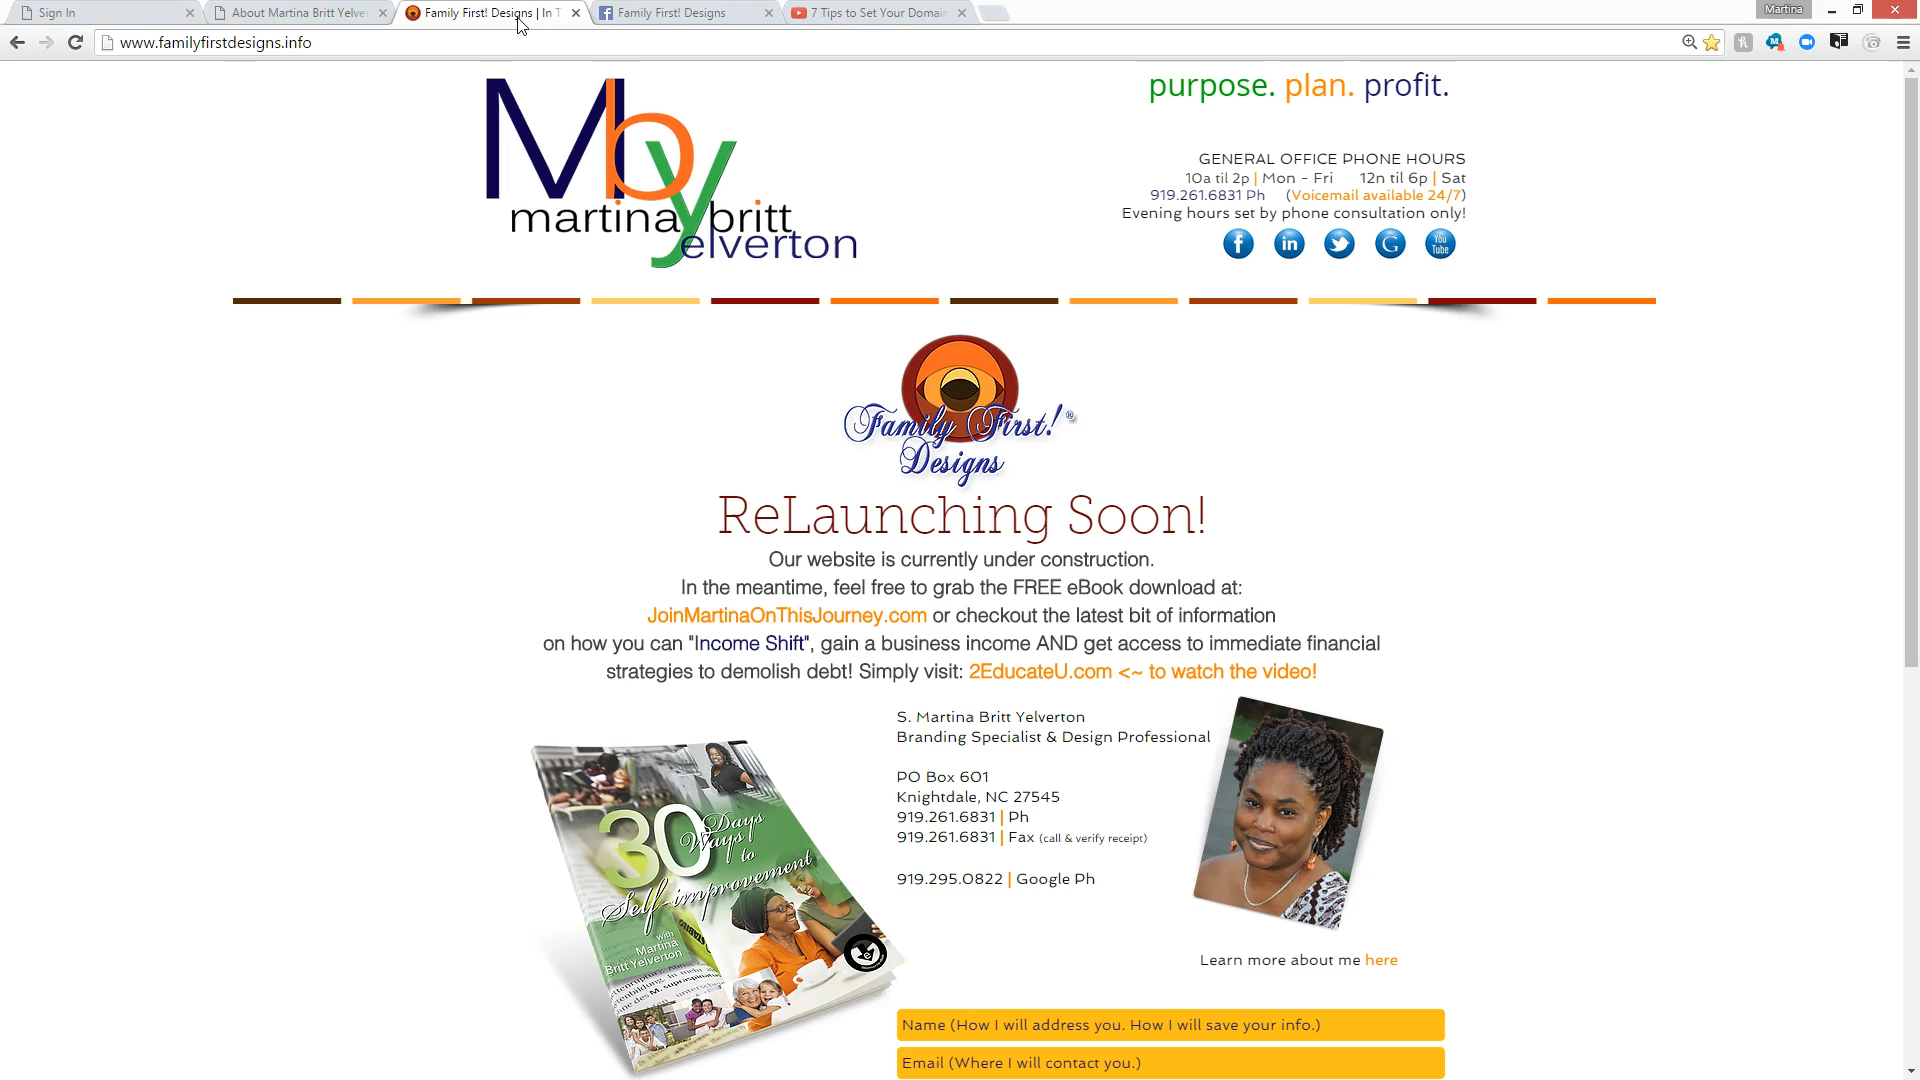 Sign In
About Martina Britt Yelver
Family First! Designs | In T
Family First! Designs
7 Tips to Set Your Domain
Martina
www.familyfirstdesigns.info
Mby
martina britt
yelverton
purpose. plan. profit.
GENERAL OFFICE PHONE HOURS
10a til 2p | Mon - Fri 12n til 6p | Sat
919.261.6831 Ph (Voicemail available 24/7)
Evening hours set by phone consultation only!
f in G You Tube
Family First!®
Designs
ReLaunching Soon!
Our website is currently under construction.
In the meantime, feel free to grab the FREE eBook download at:
JoinMartinaOnThisJourney.com or checkout the latest bit of information
on how you can "Income Shift", gain a business income AND get access to immediate financial
strategies to demolish debt! Simply visit: 2EducateU.com <~ to watch the video!
S. Martina Britt Yelverton
Branding Specialist & Design Professional
PO Box 601
Knightdale, NC 27545
919.261.6831 | Ph
919.261.6831 | Fax (call & verify receipt)
919.295.0822 | Google Ph
30 Days
Ways
to
Self-improvement
with
Martina
Britt Yelverton
Learn more about me here
Name (How I will address you. How I will save your info.)
Email (Where I will contact you.)